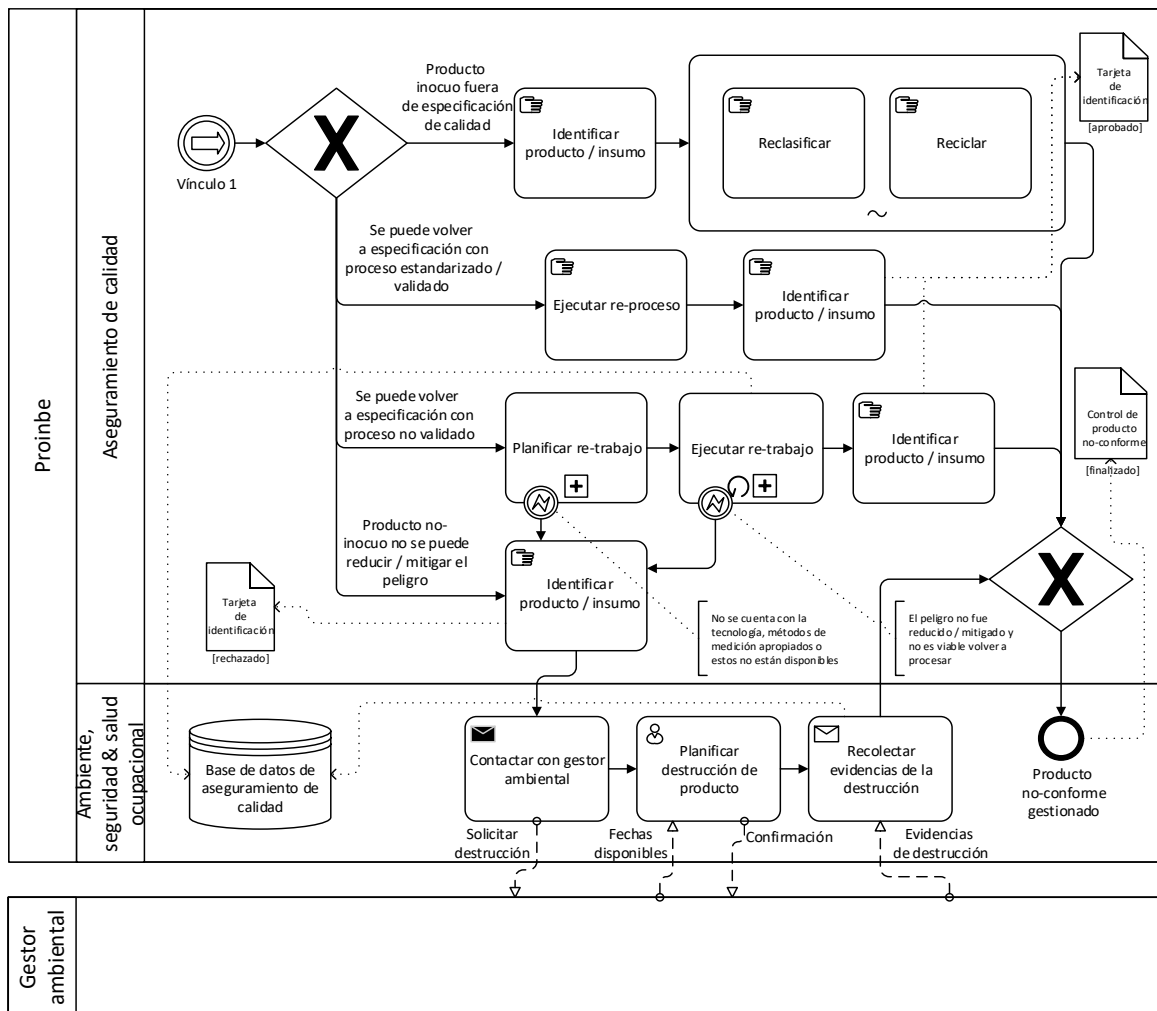 Proinbe
Aseguramiento de calidad
Vínculo 1
X
Producto
inocuo fuera
de especificación
de calidad
Identificar
producto / insumo
Reclasificar
Reciclar
~
Tarjeta
de
identificación
[aprobado]
Se puede volver
a especificación con
proceso estandarizado /
validado
Ejecutar re-proceso
Identificar
producto / insumo
Se puede volver
a especificación con
proceso no validado
Planificar re-trabajo
Ejecutar re-trabajo
Identificar
producto / insumo
Control de
producto
no-conforme
[finalizado]
Producto no-
inocuo no se puede
reducir / mitigar el
peligro
Identificar
producto / insumo
Tarjeta
de
identificación
[rechazado]
No se cuenta con la
tecnología, métodos de
medición apropiados o
estos no están disponibles
El peligro no fue
reducido / mitigado y
no es viable volver a
procesar
X
Ambiente,
seguridad & salud
ocupacional
Base de datos de
aseguramiento de
calidad
Contactar con gestor
ambiental
Planificar
destrucción de
producto
Recolectar
evidencias de la
destrucción
Producto
no-conforme
gestionado
Solicitar
destrucción
Fechas
disponibles
Confirmación
Evidencias
de destrucción
Gestor
ambiental